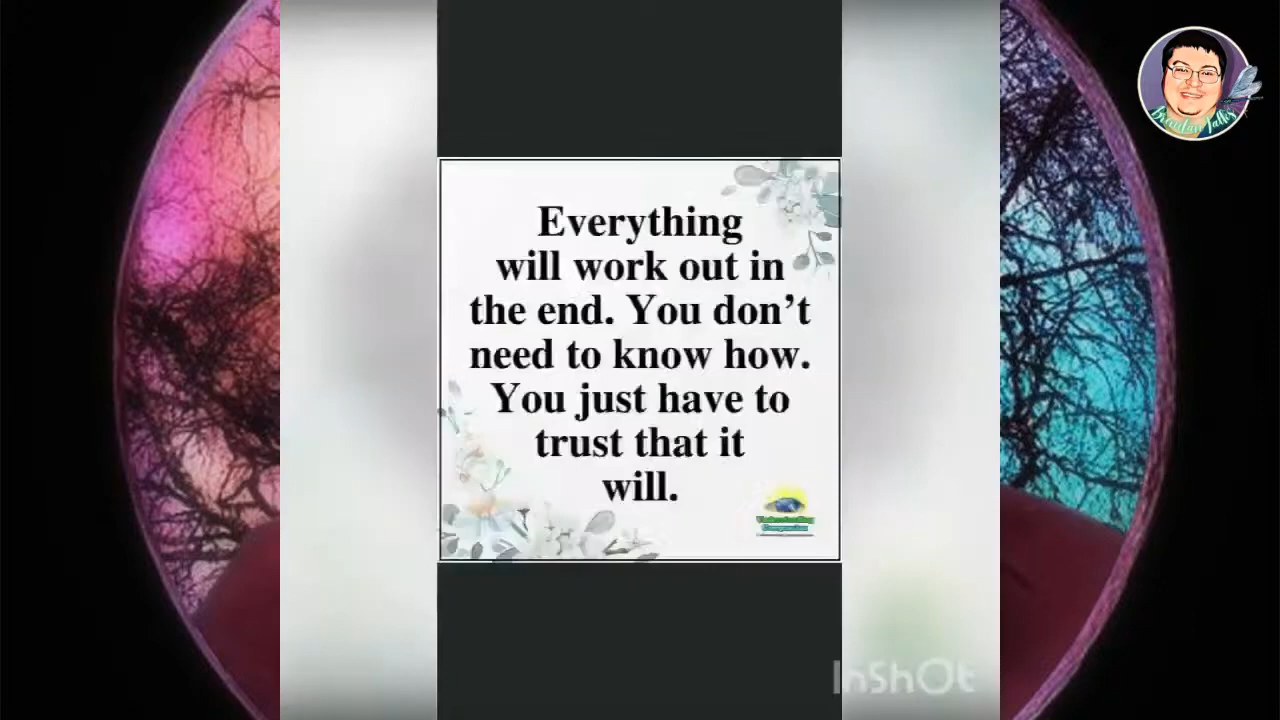 Everything
will work out in
the end. You don’t
need to know how.
You just have to
trust that it
will.
InShOt